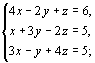 4x − 2y + z = 6,
x + 3y − 2z = 5,
3x − y + 4z = 5;